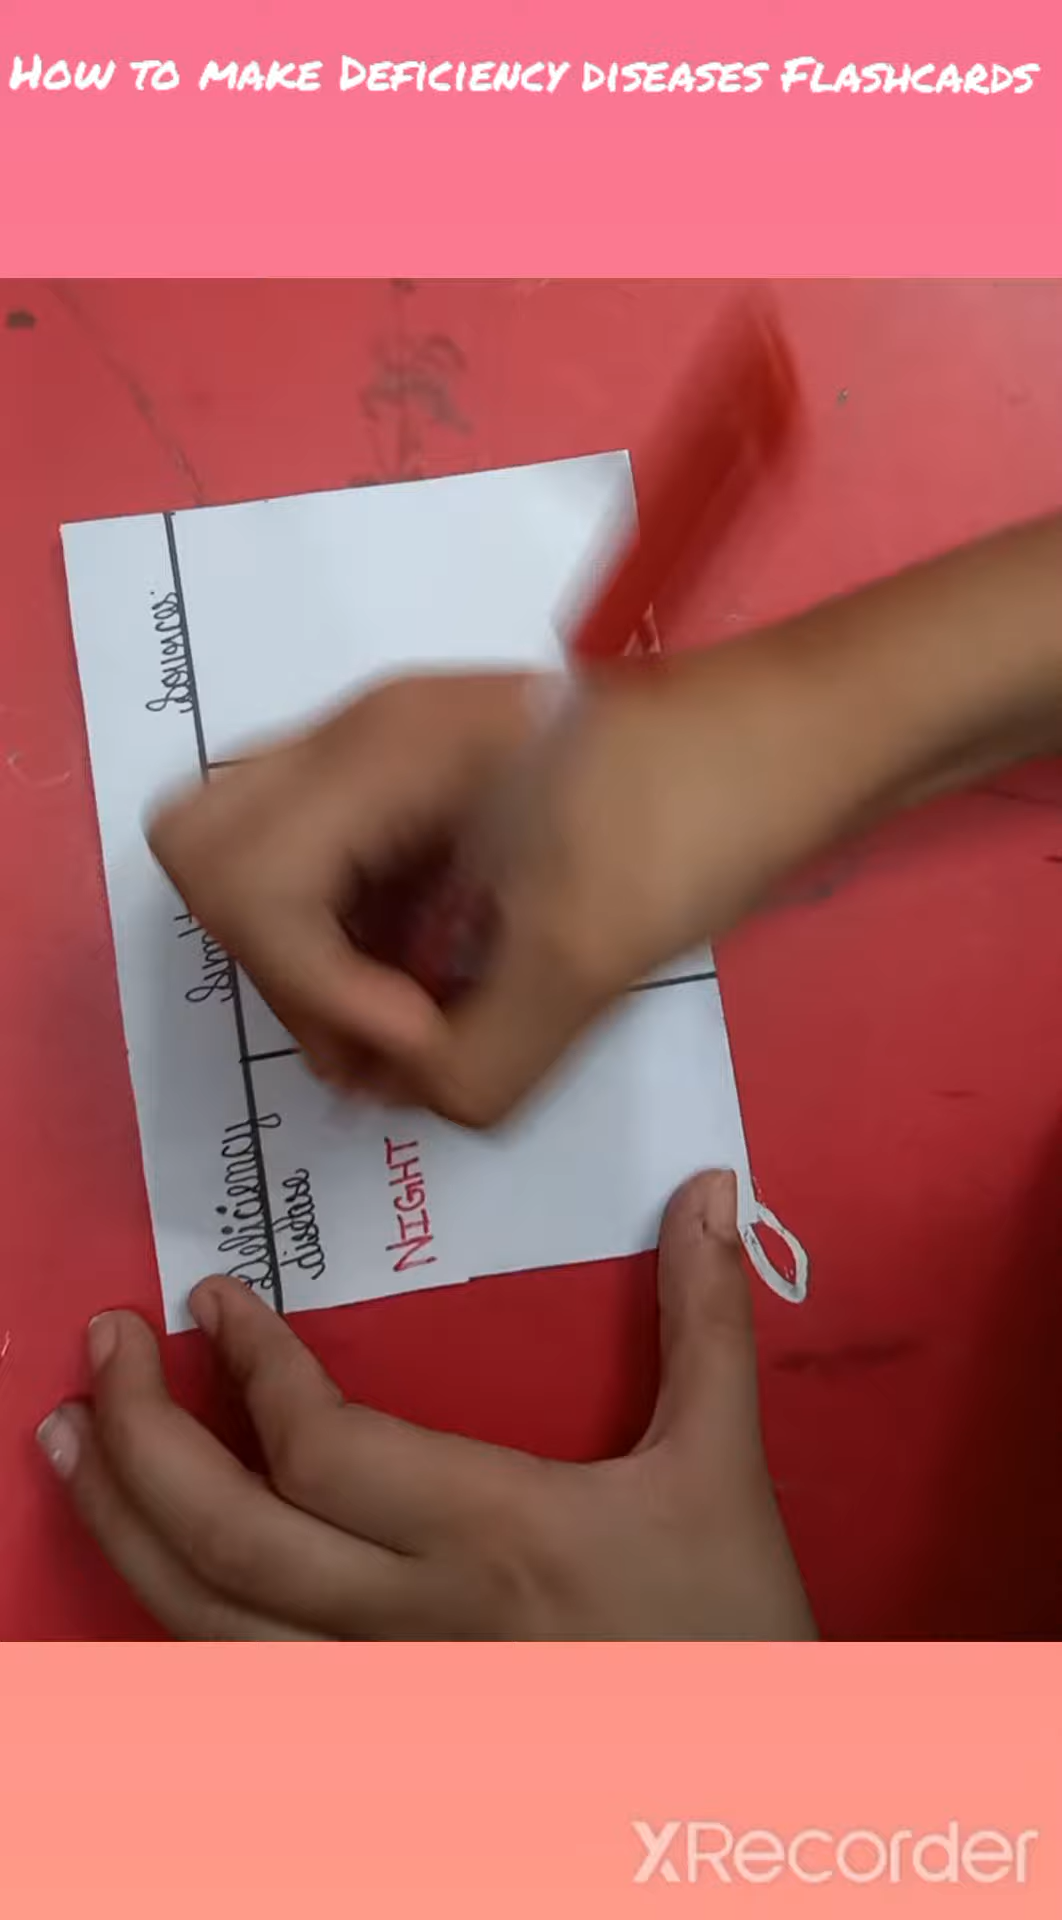 How to make Deficiency diseases Flashcards
Deficiency
disease
Sources
NIGHT
XRecorder